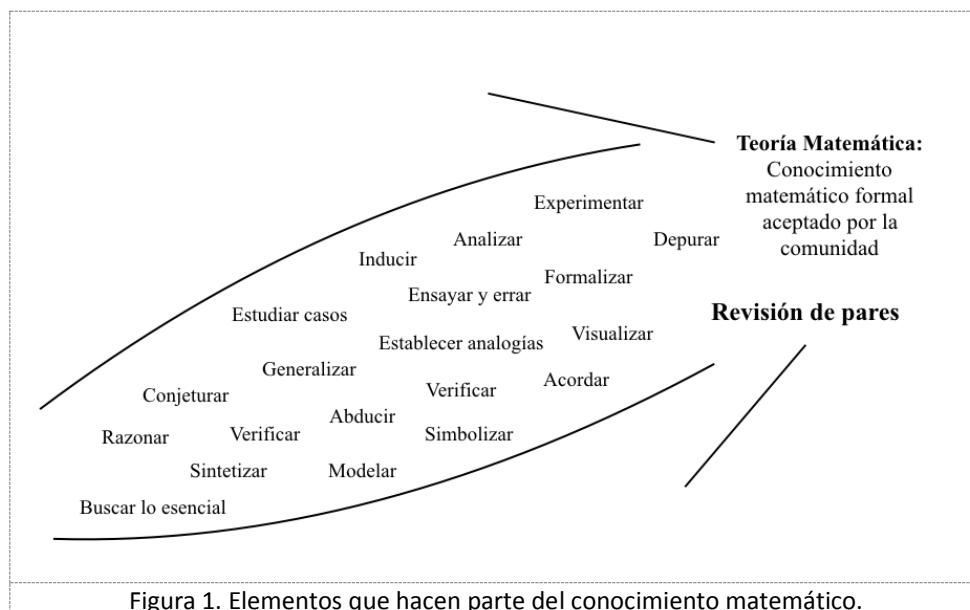 Teoría Matemática:
Conocimiento
matemático formal
aceptado por la
comunidad
Experimentar
Analizar
Depurar
Inducir
Formalizar
Ensayar y errar
Estudiar casos
Revisión de pares
Visualizar
Establecer analogías
Generalizar
Acordar
Verificar
Conjeturar
Abducir
Razonar
Verificar
Simbolizar
Sintetizar
Modelar
Buscar lo esencial
Figura 1. Elementos que hacen parte del conocimiento matemático.